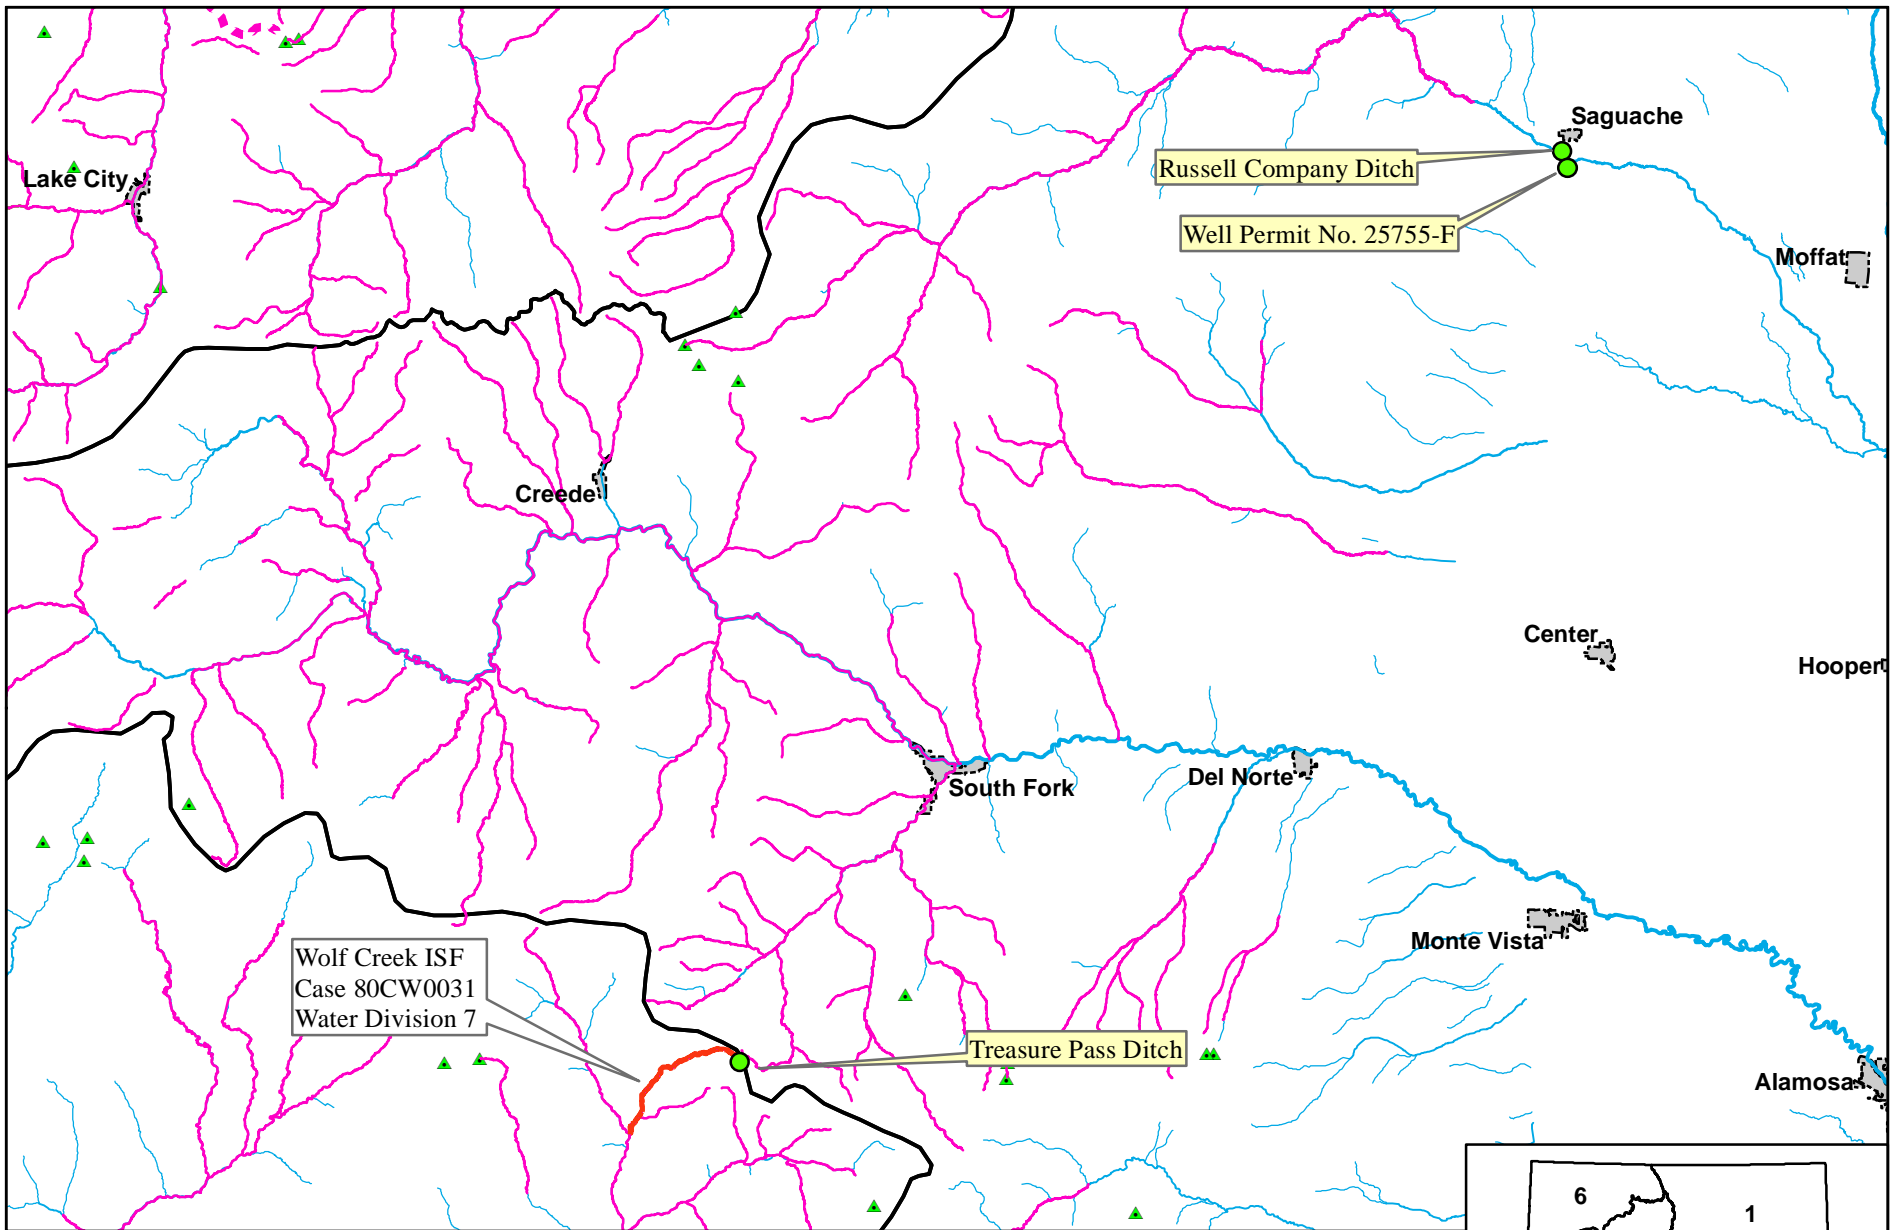 Saguache
Russell Company Ditch
Lake City
Well Permit No. 25755-F
Moffat
Creede
Center
Hooper
South Fork
Del Norte
Monte Vista
Wolf Creek ISF
Case 80CW0031
Water Division 7
Treasure Pass Ditch
Alamosa
6
1